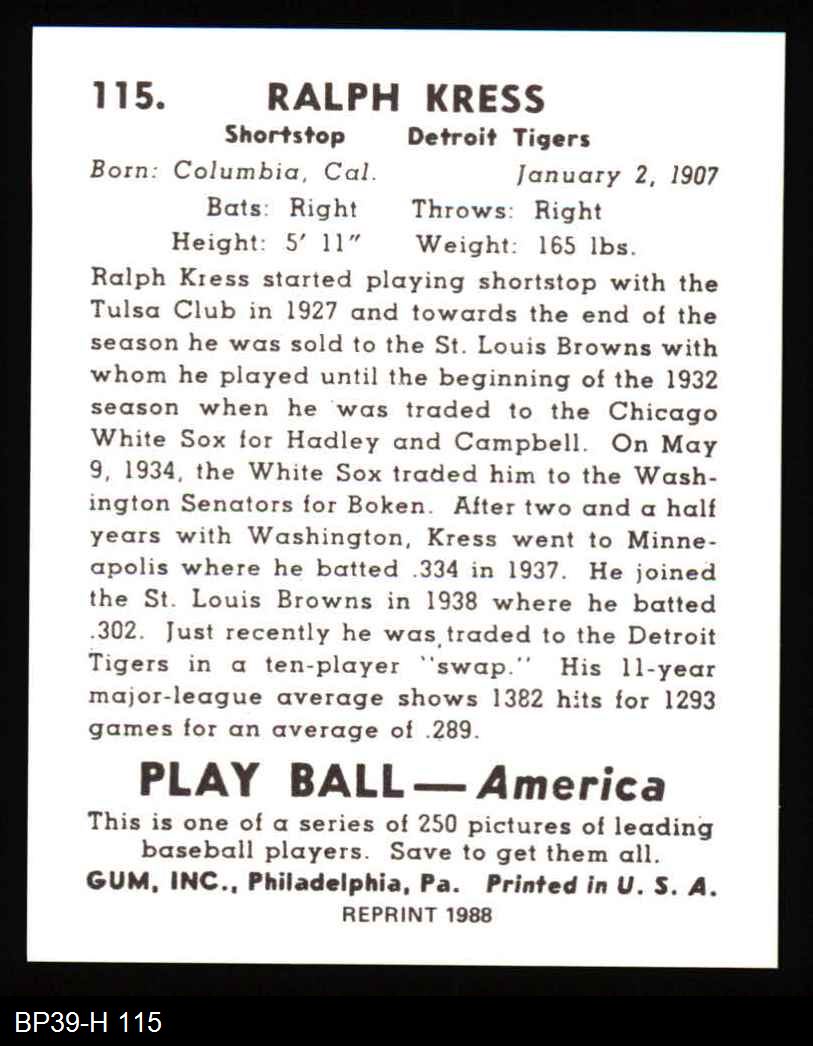 115. RALPH KRESS
Shortstop Detroit Tigers
Born: Columbia, Cal. January 2, 1907
Bats: Right Throws: Right
Height: 5' 11" Weight: 165 lbs.
Ralph Kress started playing shortstop with the
Tulsa Club in 1927 and towards the end of the
season he was sold to the St. Louis Browns with
whom he played until the beginning of the 1932
season when he was traded to the Chicago
White Sox for Hadley and Campbell. On May
9, 1934, the White Sox traded him to the Wash-
ington Senators for Boken. After two and a half
years with Washington, Kress went to Minne-
apolis where he batted .334 in 1937. He joined
the St. Louis Browns in 1938 where he batted
.302. Just recently he was traded to the Detroit
Tigers in a ten-player "swap." His 11-year
major-league average shows 1382 hits for 1293
games for an average of .289.
PLAY BALL—America
This is one of a series of 250 pictures of leading
baseball players. Save to get them all.
GUM, INC., Philadelphia, Pa. Printed in U. S. A.
REPRINT 1988
BP39-H 115